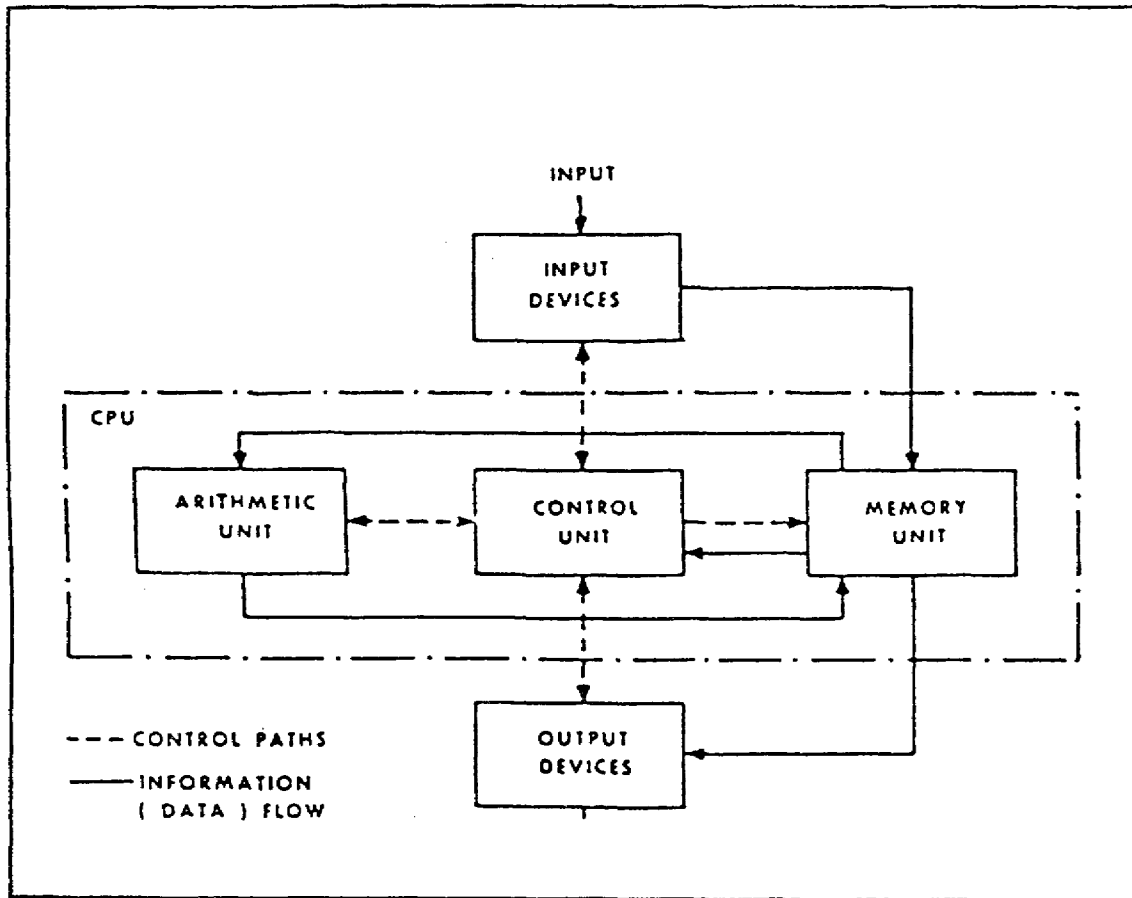 INPUT
INPUT
DEVICES
CPU
ARITHMETIC
UNIT
CONTROL
UNIT
MEMORY
UNIT
OUTPUT
DEVICES
--- CONTROL PATHS
INFORMATION
( DATA ) FLOW